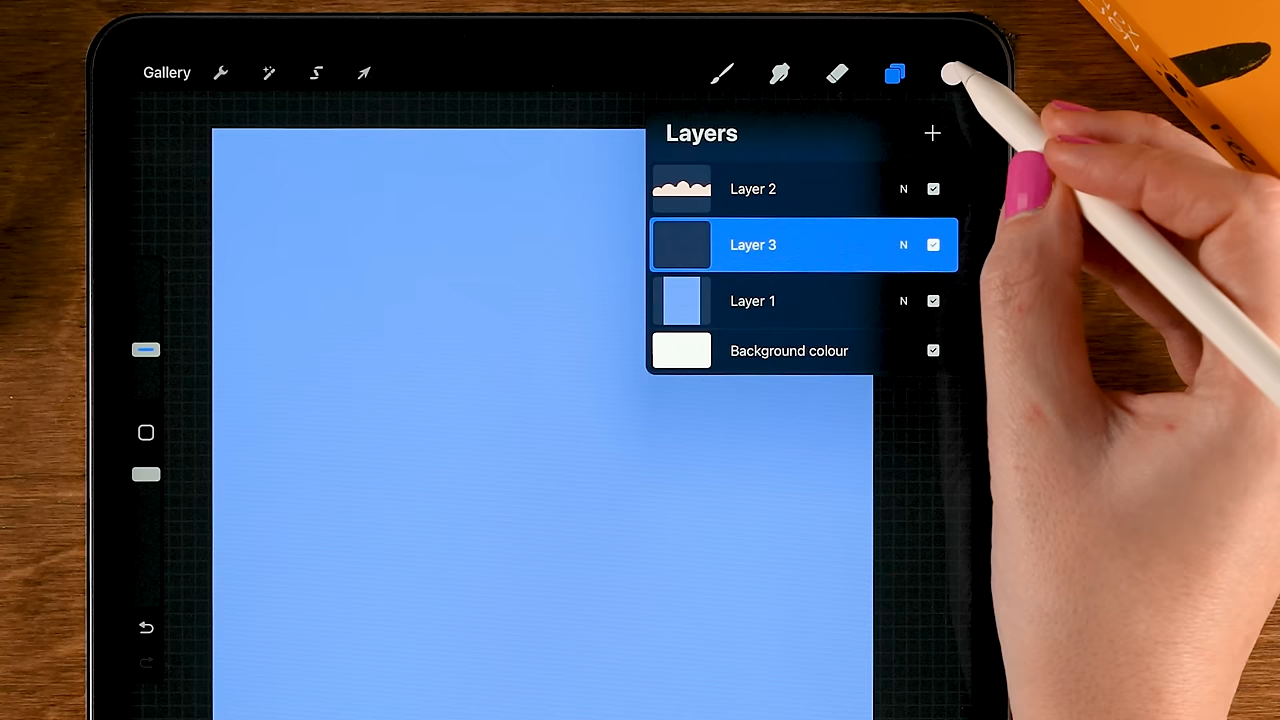 Gallery
Layers
Layer 2 N
Layer 3 N
Layer 1 N
Background colour